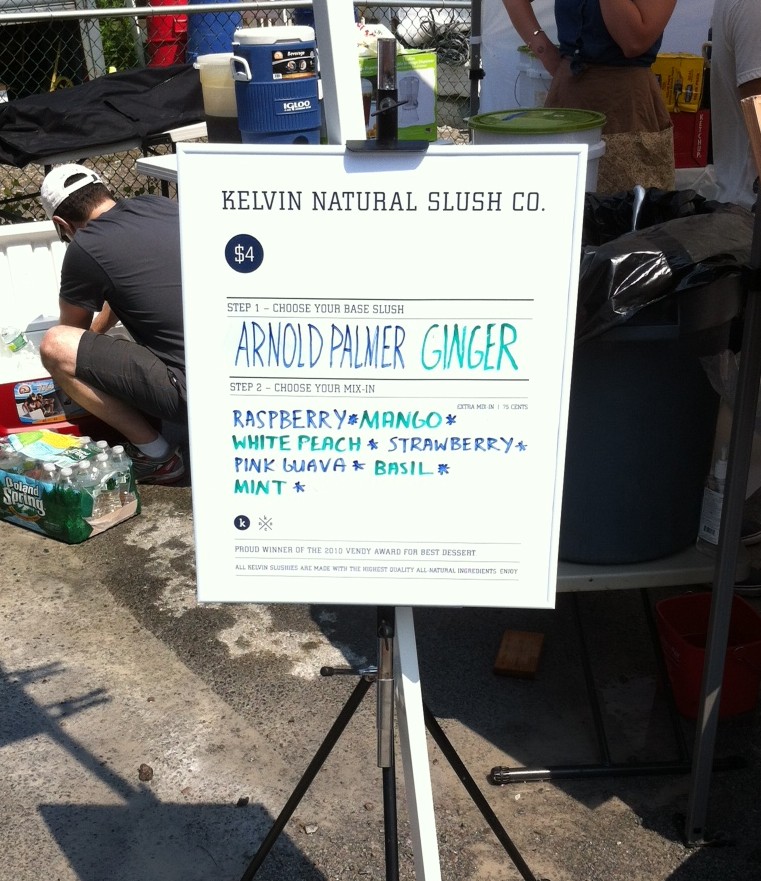 Beverage
IGLOO
KELVIN NATURAL SLUSH CO.
$4
STEP 1 – CHOOSE YOUR BASE SLUSH
ARNOLD PALMER GINGER
STEP 2 – CHOOSE YOUR MIX-IN
EXTRA MIX-IN | 75 CENTS
RASPBERRY * MANGO *
WHITE PEACH * STRAWBERRY *
PINK GUAVA * BASIL *
MINT *
k
PROUD WINNER OF THE 2010 VENDY AWARD FOR BEST DESSERT
ALL KELVIN SLUSHIES ARE MADE WITH THE HIGHEST QUALITY ALL-NATURAL INGREDIENTS ENJOY
Poland
Spring